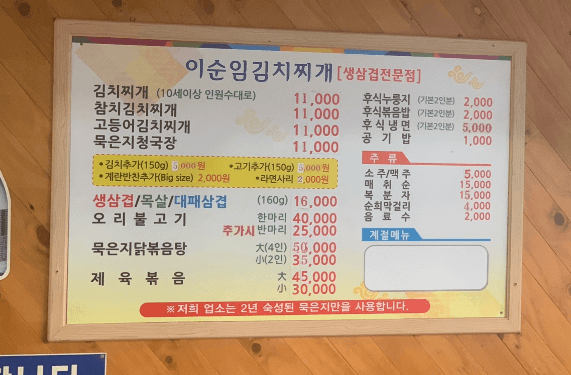 이순임김치찌개 [생삼겹전문점]
김치찌개 (10세이상 인원수대로) 11,000
참치김치찌개 11,000
고등어김치찌개 11,000
묵은지청국장 11,000
•김치추가(150g) 5,000원 •고기추가(150g) 5,000원
•계란반찬추가(Big size) 2,000원 •라면사리 2,000원
생삼겹/목살/대패삼겹 (160g) 16,000
오리불고기 한마리 40,000
추가시 반마리 25,000
묵은지닭볶음탕 大(4인) 50,000
小(2인) 35,000
제육볶음 大 45,000
小 30,000
후식누룽지 (기본2인분) 2,000
후식볶음밥 (기본2인분) 2,000
후식냉면 (기본2인분) 5,000
공기밥 1,000
주류
소주/맥주 5,000
매취순 15,000
복분자 15,000
순희막걸리 4,000
음료수 2,000
계절메뉴
※ 저희 업소는 2년 숙성된 묵은지만을 사용합니다.
니다